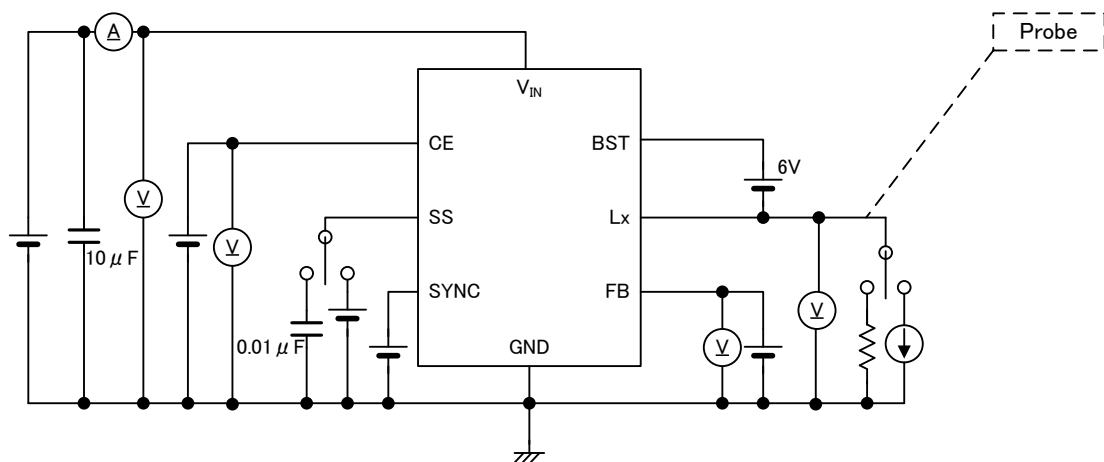 A
Probe
V_IN
CE
BST
6V
V
SS
Lx
V
10μF
SYNC
FB
V
0.01μF
GND
V